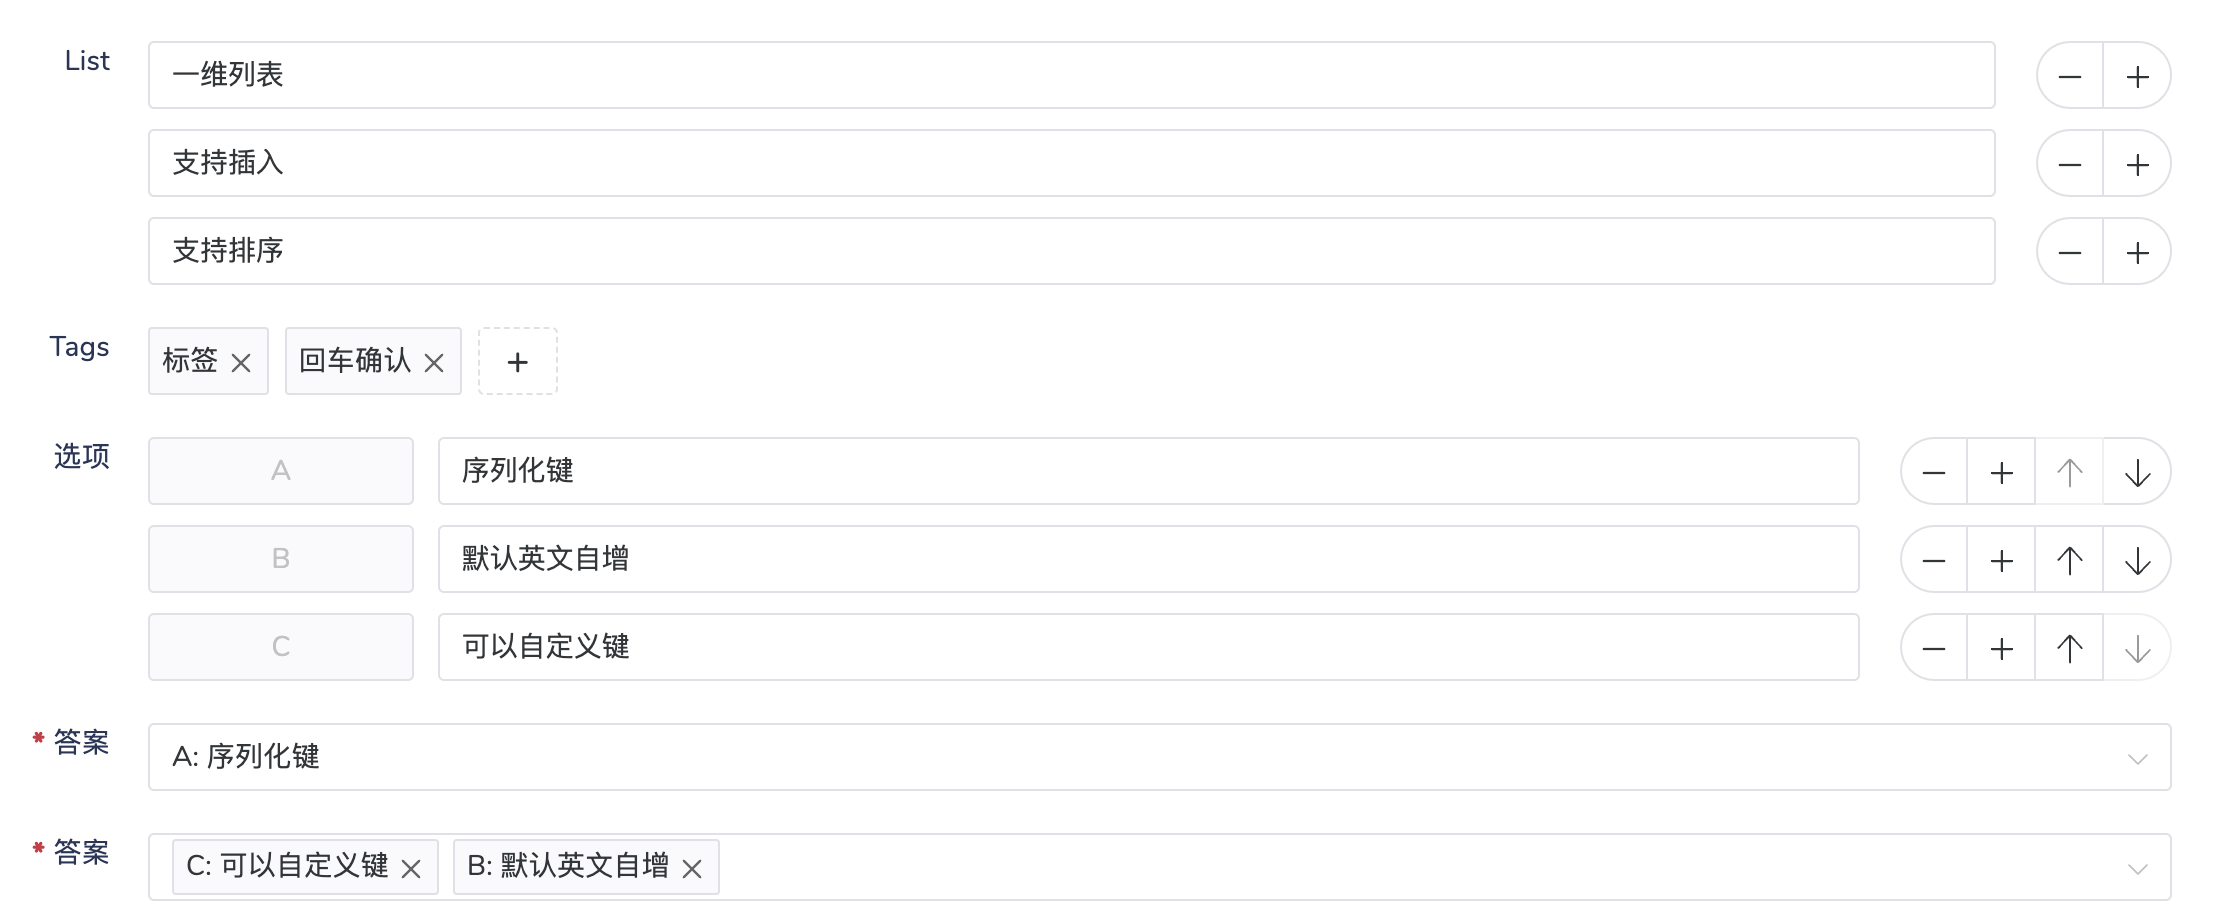 List
一维列表
支持插入
支持排序
Tags
标签
回车确认
选项
A
序列化键
B
默认英文自增
C
可以自定义键
* 答案
A: 序列化键
* 答案
C: 可以自定义键
B: 默认英文自增